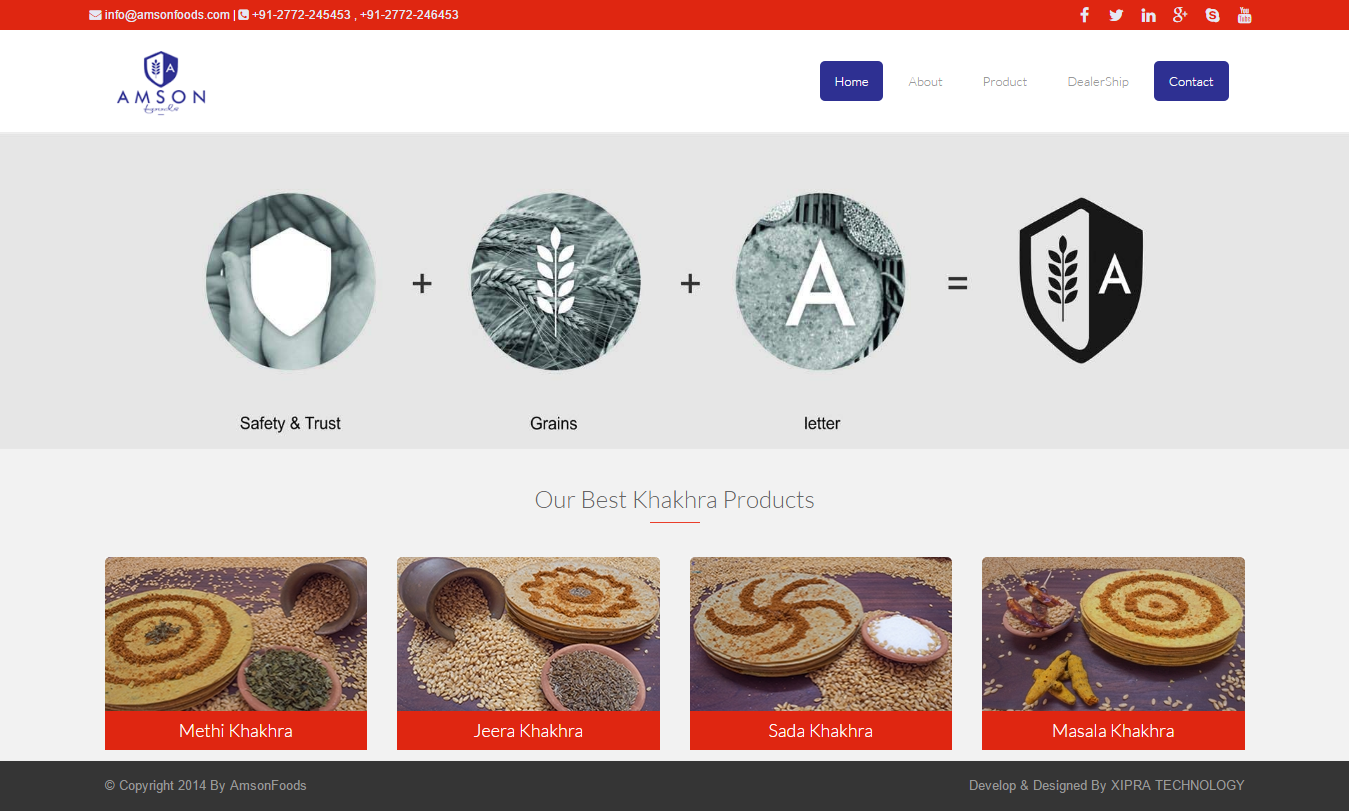 info@amsonfoods.com | +91-2772-245453 , +91-2772-246453
You Tube
A
AMSON
Home About Product DealerShip Contact
A A
+ + =
Safety & Trust Grains letter
Our Best Khakhra Products
Methi Khakhra Jeera Khakhra Sada Khakhra Masala Khakhra
© Copyright 2014 By AmsonFoods Develop & Designed By XIPRA TECHNOLOGY